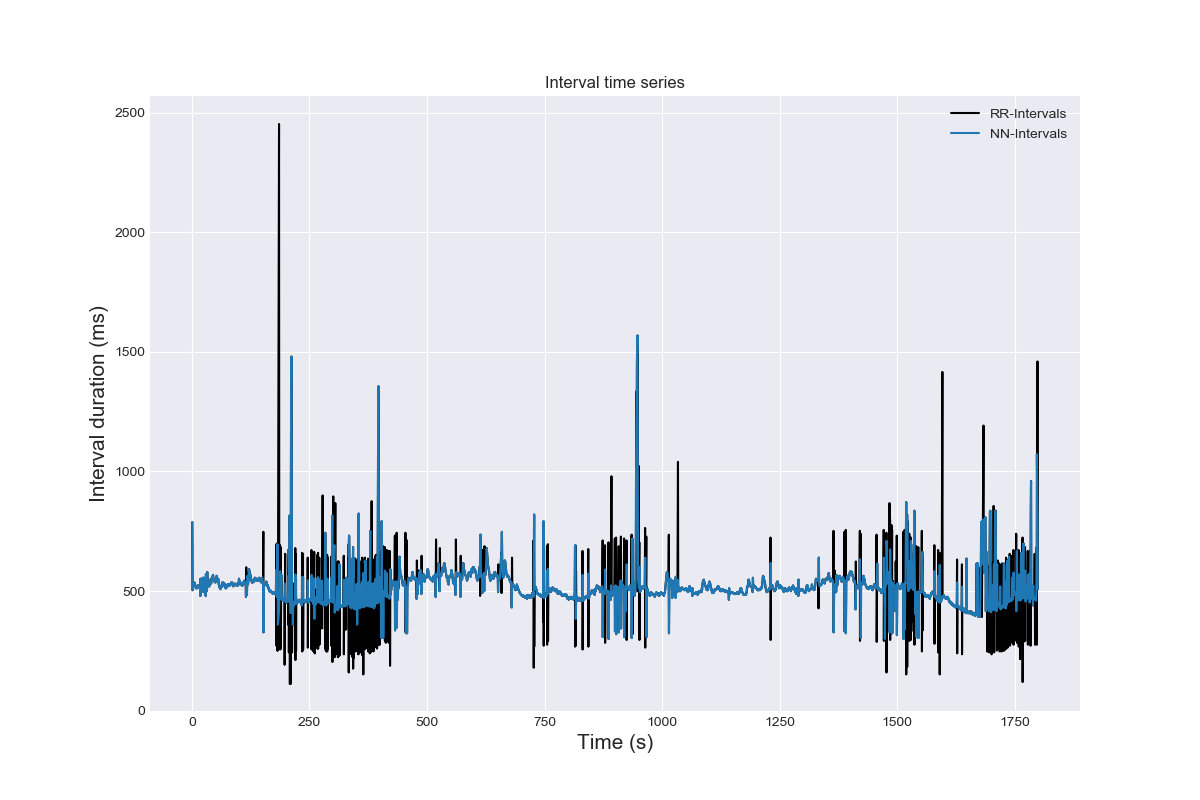 Interval time series
RR-Intervals
NN-Intervals
Interval duration (ms)
2500
2000
1500
1000
500
0
0 250 500 750 1000 1250 1500 1750
Time (s)